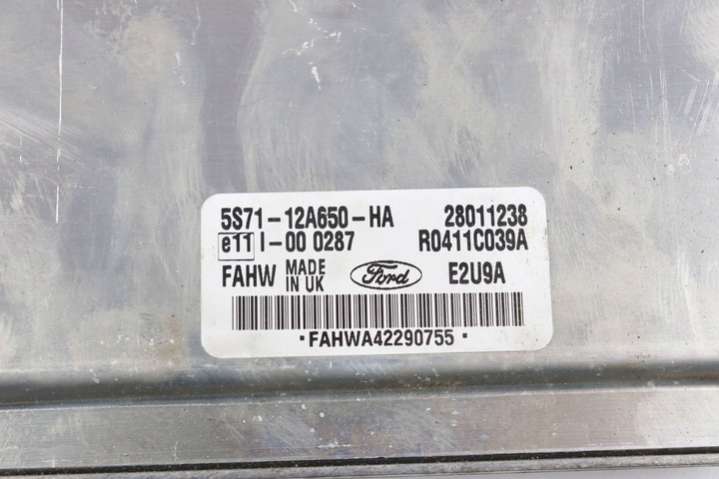 5S71-12A650-HA 28011238
e11 I-00 0287 R0411C039A
FAHW MADE IN UK Ford E2U9A
·FAHWA42290755·